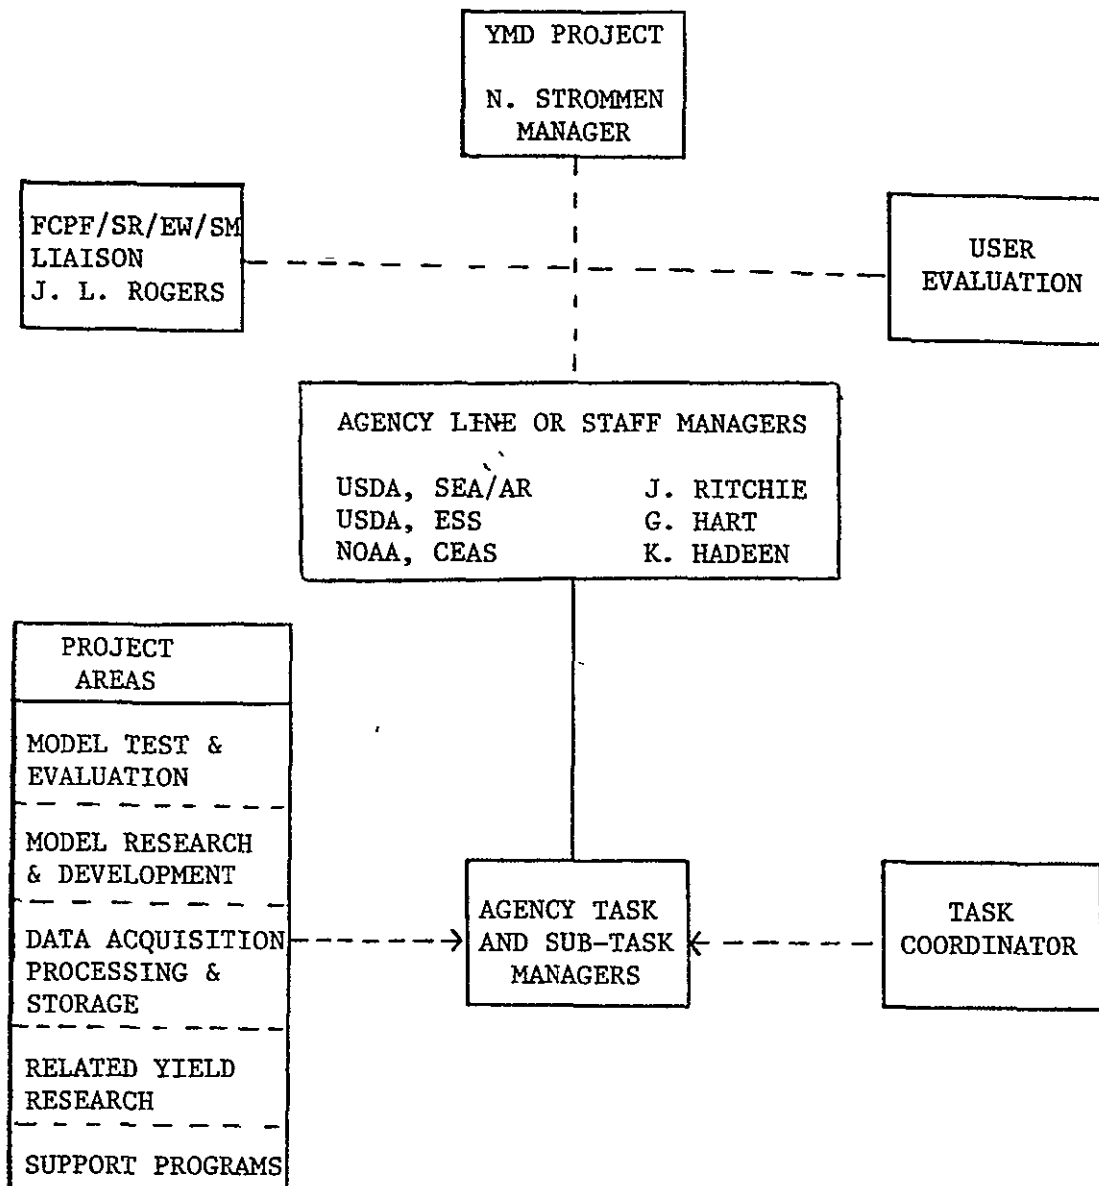 YMD PROJECT
N. STROMMEN
MANAGER
FCPF/SR/EW/SM
LIAISON
J. L. ROGERS
USER
EVALUATION
AGENCY LINE OR STAFF MANAGERS
USDA, SEA/AR J. RITCHIE
USDA, ESS G. HART
NOAA, CEAS K. HADEEN
PROJECT
AREAS
MODEL TEST &
EVALUATION
MODEL RESEARCH
& DEVELOPMENT
DATA ACQUISITION
PROCESSING &
STORAGE
RELATED YIELD
RESEARCH
SUPPORT PROGRAMS
AGENCY TASK
AND SUB-TASK
MANAGERS
TASK
COORDINATOR